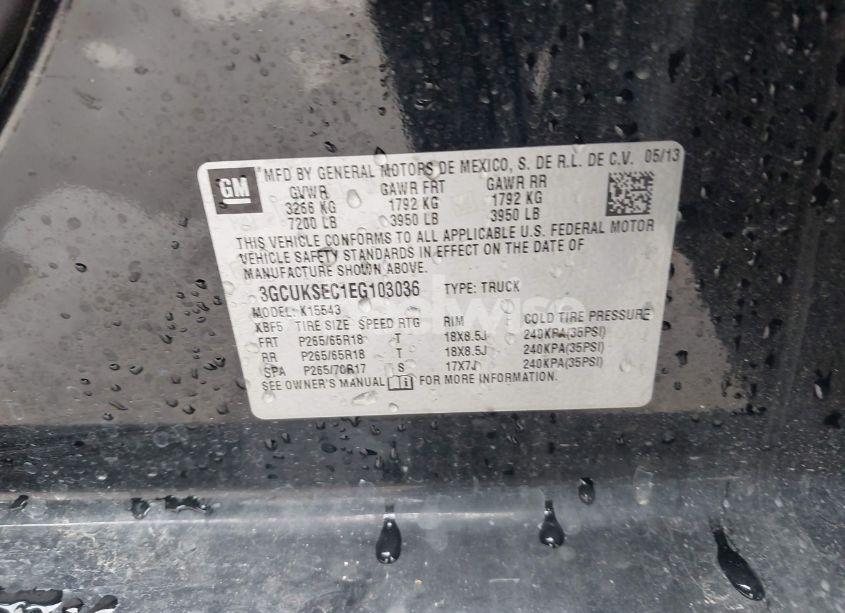 GM
MFD BY GENERAL MOTORS DE MEXICO, S. DE R.L. DE C.V. 05/13
GVWR GAWR FRT GAWR RR
3266 KG 1792 KG 1792 KG
7200 LB 3950 LB 3950 LB
THIS VEHICLE CONFORMS TO ALL APPLICABLE U.S. FEDERAL MOTOR
VEHICLE SAFETY STANDARDS IN EFFECT ON THE DATE OF
MANUFACTURE SHOWN ABOVE.
3GCUKSEC1EG103036 TYPE: TRUCK
MODEL: K15543
XBF5 TIRE SIZE SPEED RTG RIM COLD TIRE PRESSURE
FRT P265/65R18 T 18X8.5J 240KPA(35PSI)
RR P265/65R18 T 18X8.5J 240KPA(35PSI)
SPA P265/70R17 S 17X7J 240KPA(35PSI)
SEE OWNER'S MANUAL FOR MORE INFORMATION.